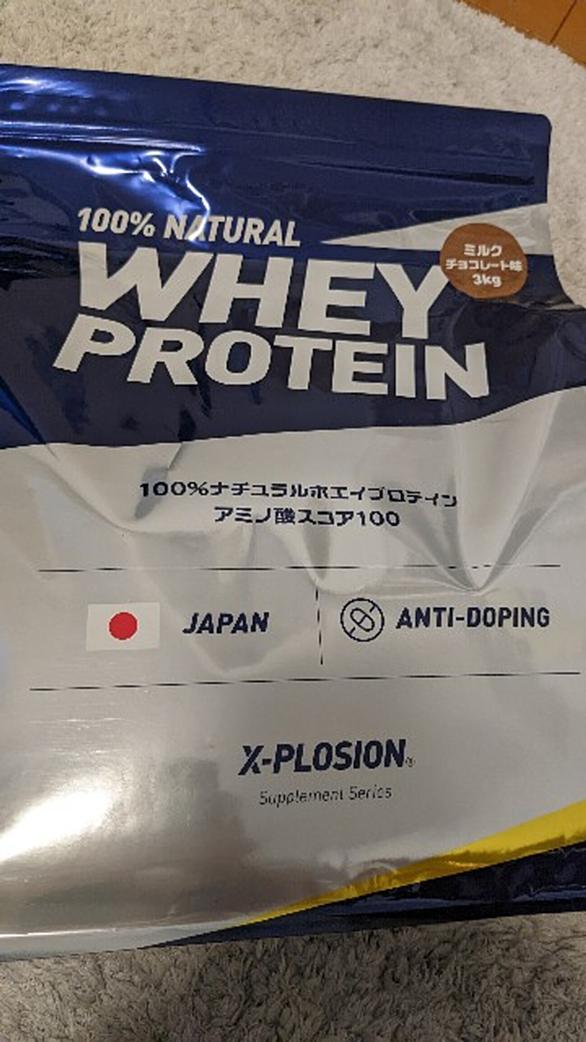 100% NATURAL
WHEY
PROTEIN
ミルク
チョコレート味
3kg
100%ナチュラルホエイプロテイン
アミノ酸スコア100
JAPAN
ANTI-DOPING
X-PLOSION®
Supplement Series